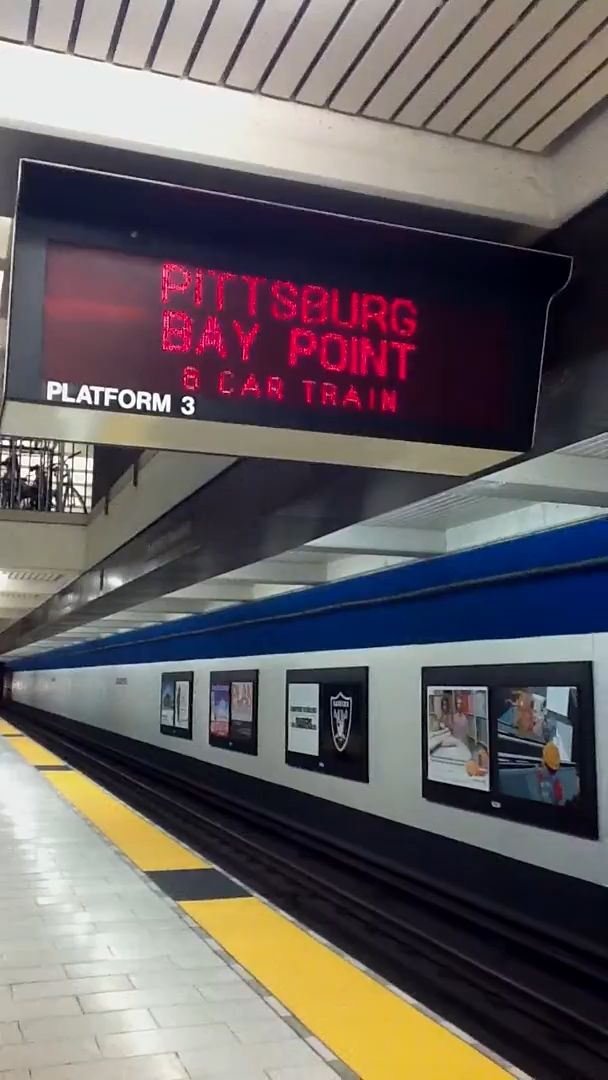 PITTSBURG
BAY POINT
8 CAR TRAIN
PLATFORM 3
RAIDERS